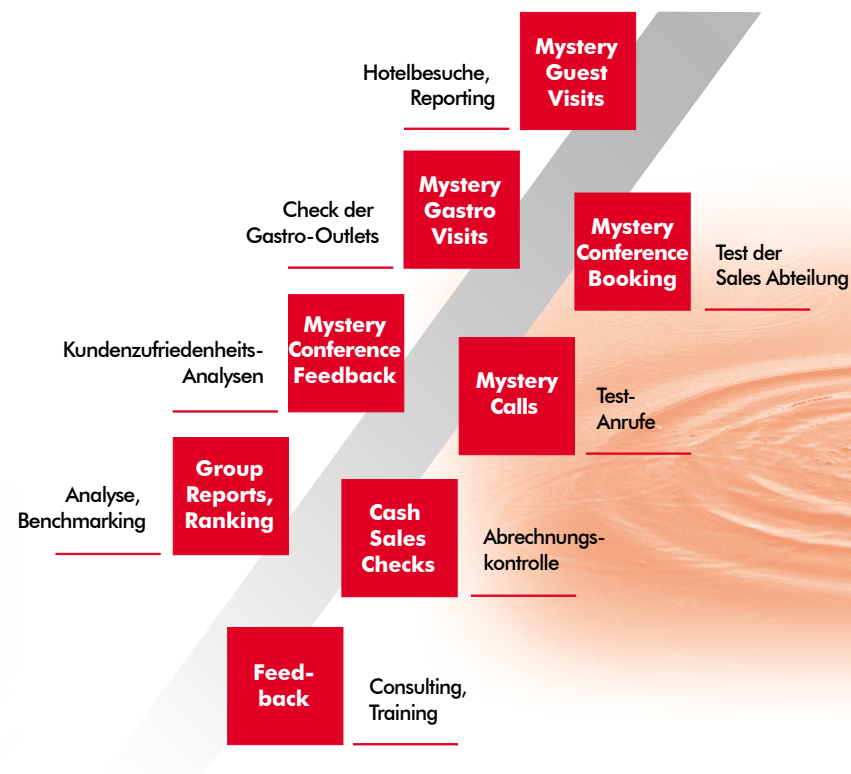 Mystery
Guest
Visits
Hotelbesuche,
Reporting
Mystery
Gastro
Visits
Check der
Gastro-Outlets
Mystery
Conference
Booking
Test der
Sales Abteilung
Mystery
Conference
Feedback
Kundenzufriedenheits-
Analysen
Mystery
Calls
Test-
Anrufe
Group
Reports,
Ranking
Analyse,
Benchmarking
Cash
Sales
Checks
Abrechnungs-
kontrolle
Feed-
back
Consulting,
Training